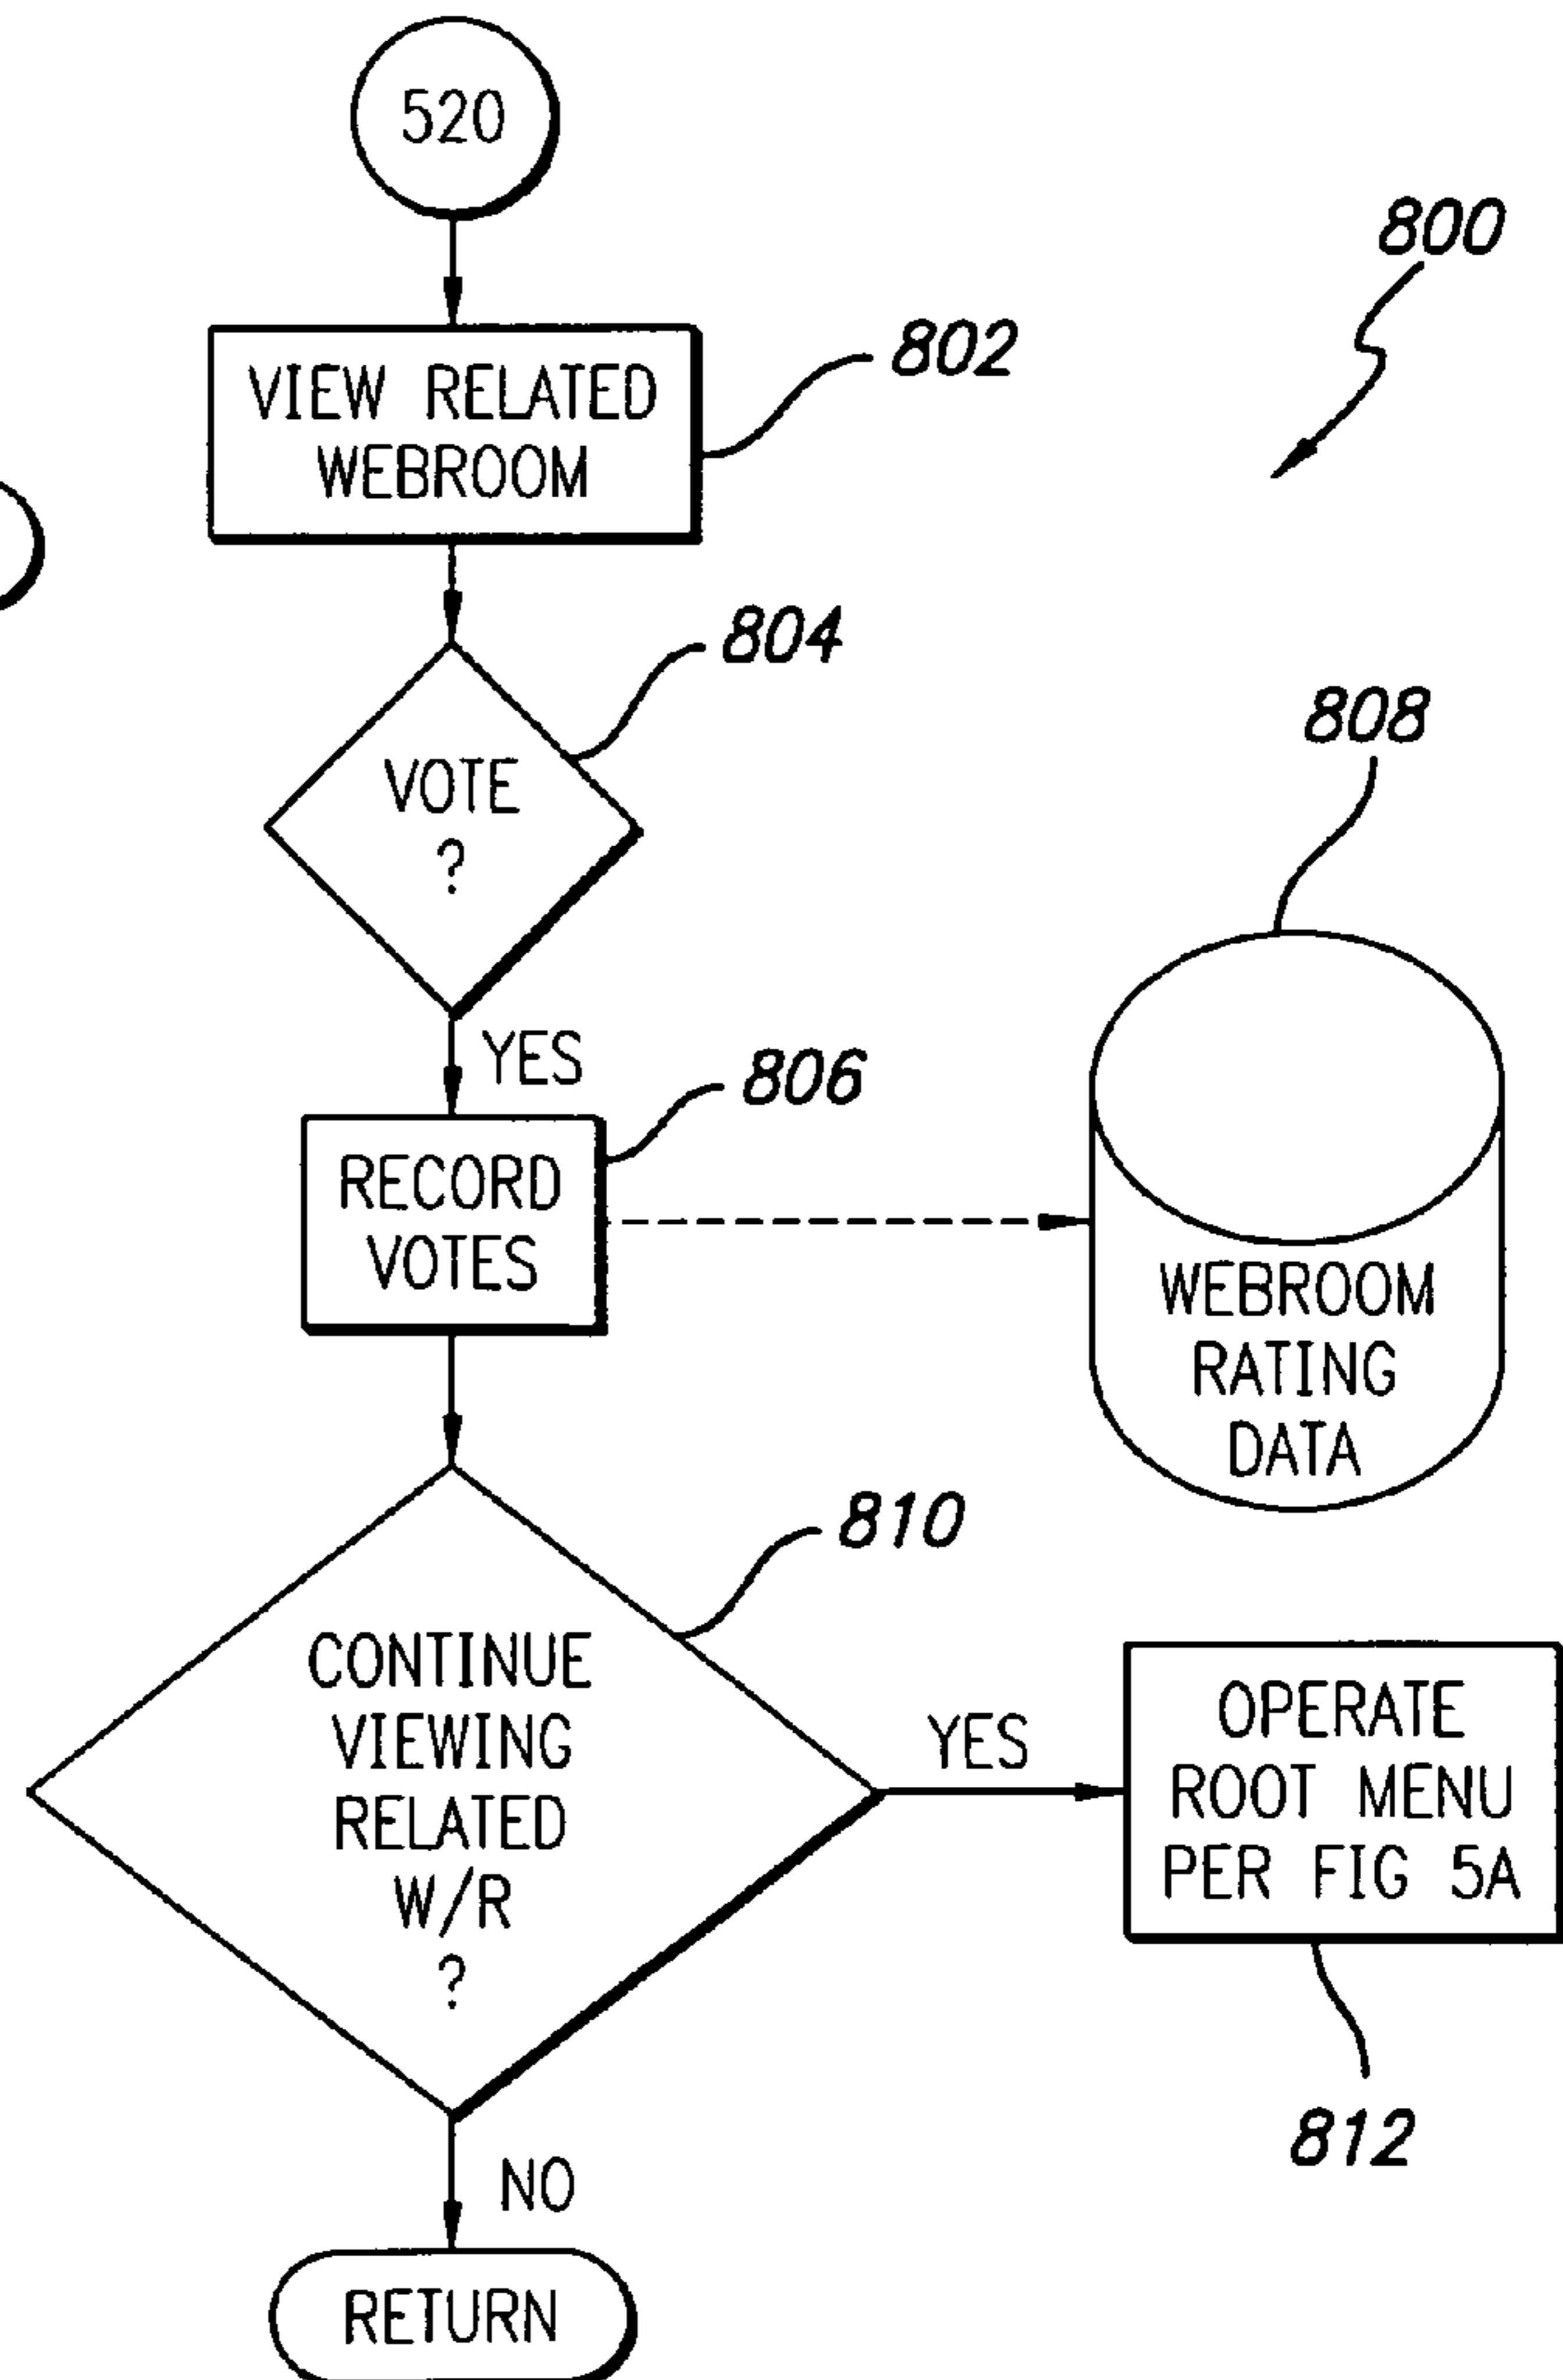 520
800
VIEW RELATED
WEBROOM
802
VOTE
?
804
808
YES
RECORD
VOTES
806
WEBROOM
RATING
DATA
CONTINUE
VIEWING
RELATED
W/R
?
810
YES
OPERATE
ROOT MENU
PER FIG 5A
812
NO
RETURN